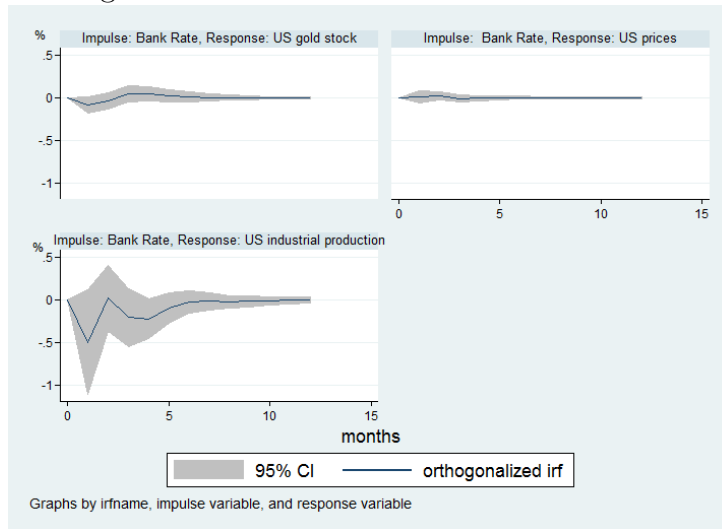 %
Impulse: Bank Rate, Response: US gold stock
Impulse: Bank Rate, Response: US prices
.5
0
-.5
-1
0 5 10 15
%
Impulse: Bank Rate, Response: US industrial production
.5
0
-.5
-1
0 5 10 15
months
95% CI orthogonalized irf
Graphs by irfname, impulse variable, and response variable